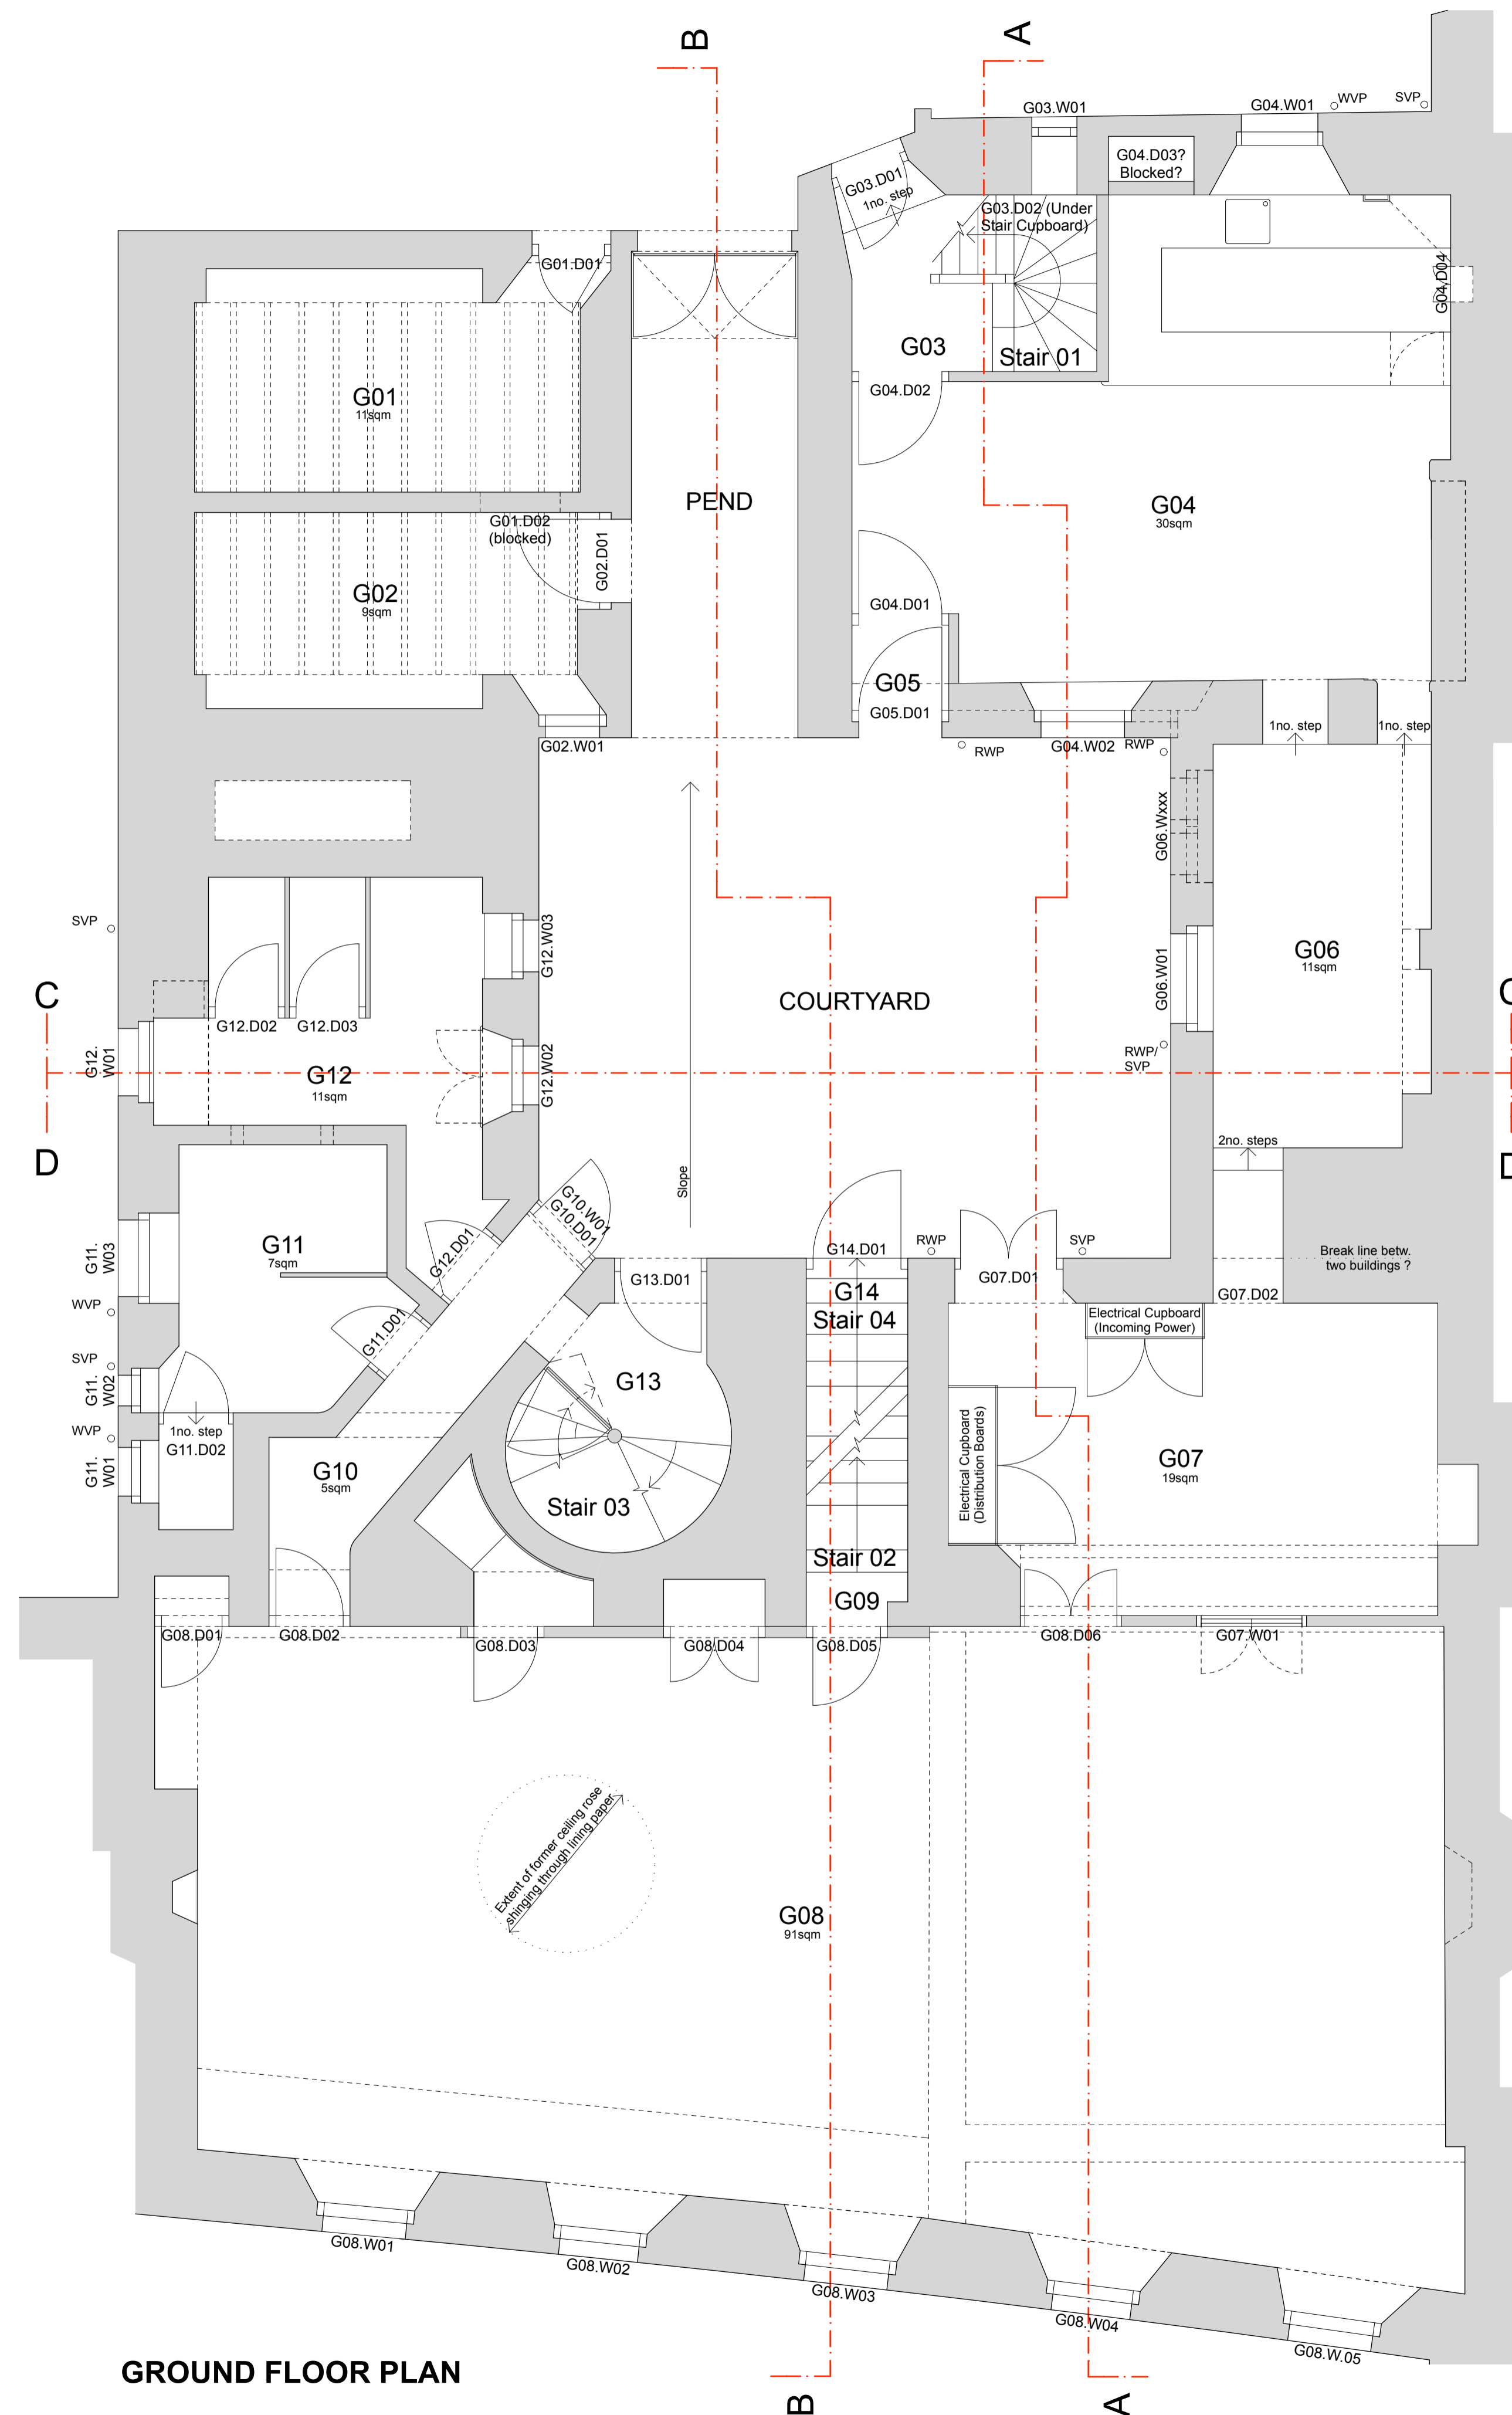 B
A
G03.W01
G04.W01
WVP
SVP
G04.D03?
Blocked?
G03.D01
1no. step
G03.D02 (Under
Stair Cupboard)
G01.D01
G04.D04
G03
Stair 01
G04.D02
G01
11sqm
PEND
G04
30sqm
G01.D02
(blocked)
G02.D01
G02
9sqm
G04.D01
G05
G05.D01
G02.W01
RWP
G04.W02
RWP
1no. step
1no. step
G06.Wxxx
SVP
G12.W03
G06.W01
G06
11sqm
C
COURTYARD
C
G12.D02
G12.D03
G12.
W01
G12
11sqm
G12.W02
RWP/
SVP
D
Slope
2no. steps
D
G10.W01
G10.D01
G11.
W03
G11
7sqm
G12.D01
RWP
G14.D01
SVP
Break line betw.
two buildings ?
G13.D01
G07.D01
G14
Stair 04
G07.D02
WVP
Electrical Cupboard
(Incoming Power)
G11.D01
SVP
G11.
W02
G13
1no. step
G11.D02
WVP
G11.
W01
G10
5sqm
Electrical Cupboard
(Distribution Boards)
G07
19sqm
Stair 03
Stair 02
G09
G08.D01
G08.D02
G08.D03
G08.D04
G08.D05
G08.D06
G07.W01
Extent of former ceiling rose
shinging through lining paper
G08
91sqm
G08.W01
G08.W02
G08.W03
G08.W04
G08.W.05
GROUND FLOOR PLAN
B
A